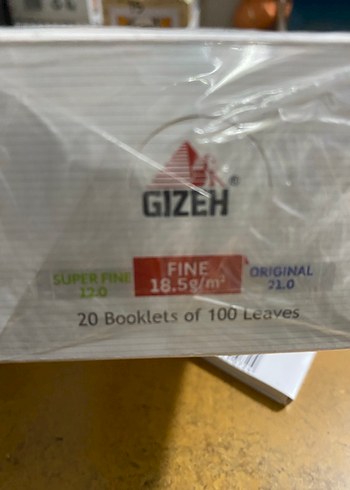 GIZEH®
SUPER FINE
12.0
FINE
18.5g/m²
ORIGINAL
21.0
20 Booklets of 100 Leaves